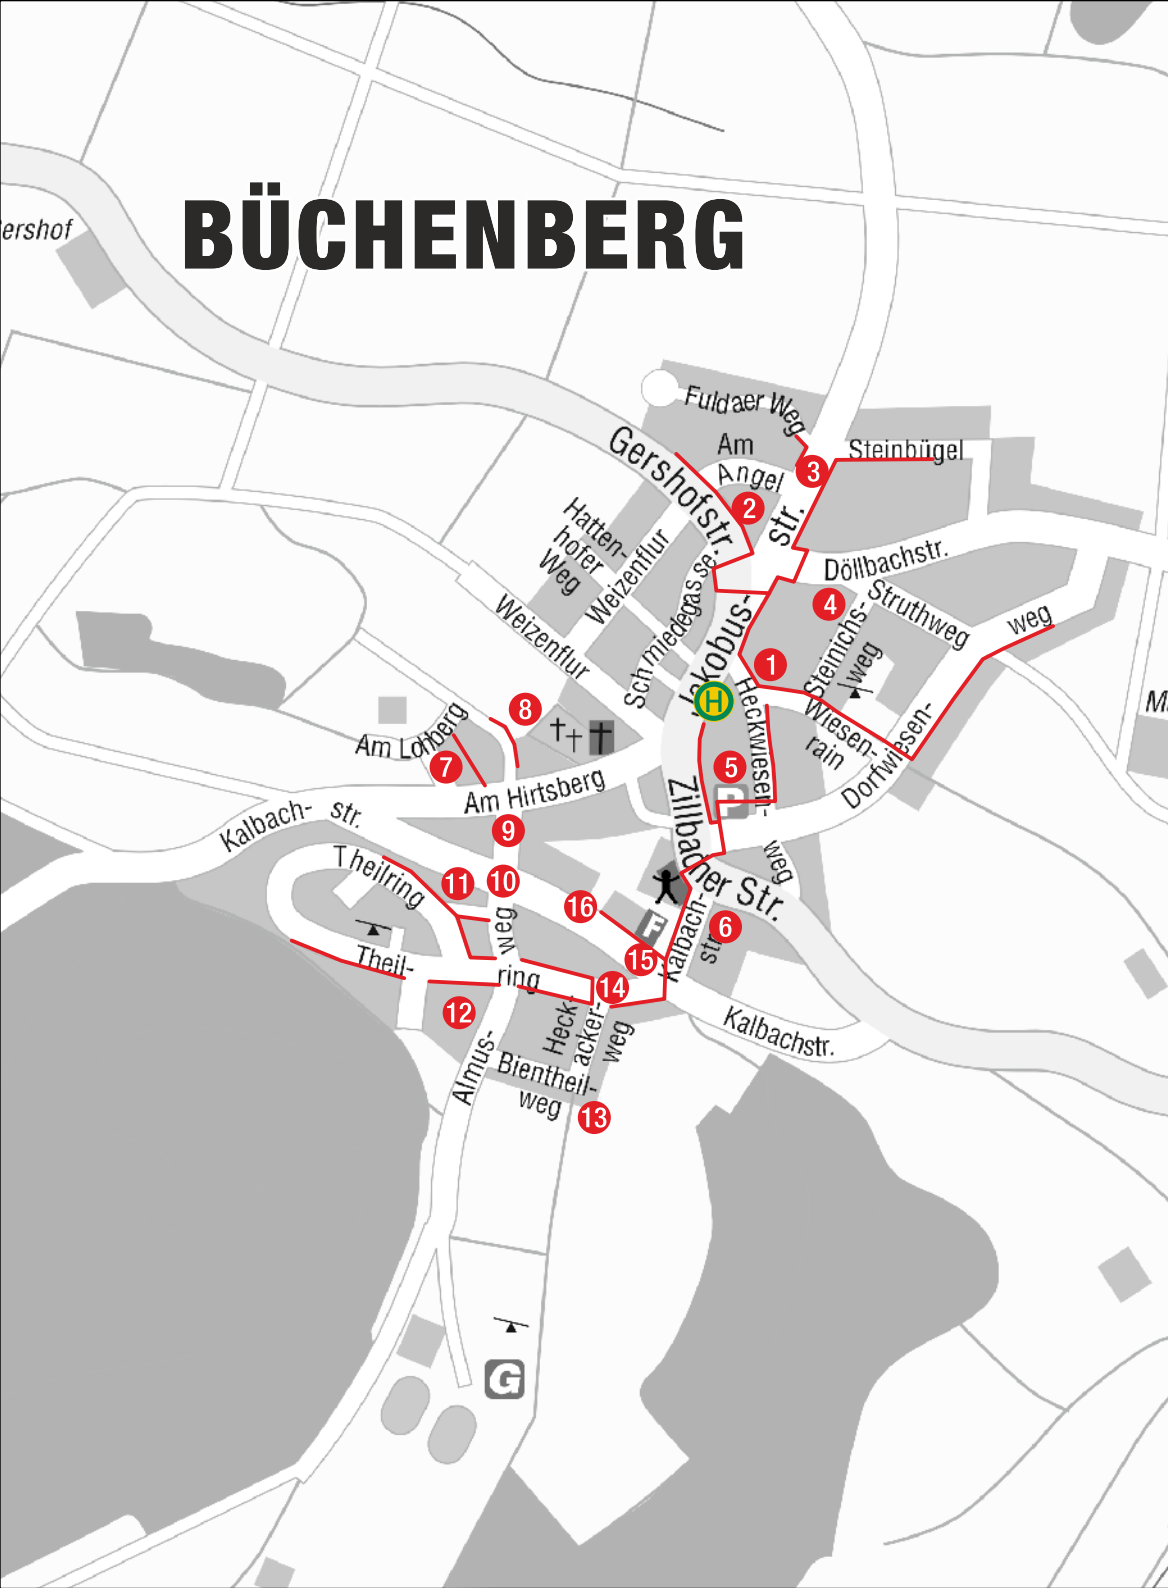 BÜCHENBERG
ershof
Fuldaer Weg
Am
Angel
3
Steinbügel
2
Gershofstr.
str.
Hatten-
hofer
Weg
Weizenflur
Döllbachstr.
4
Struthweg
weg
Weizenflur
Schmiedegasse
Jakobus-
Steinichs-
weg
1
H
Heckwiesen-
Wiesen-
rain
Dorfwiesen-
M
8
Am Lohberg
7
5
P
Am Hirtsberg
Zillbacher Str.
Kalbach-
str.
9
weg
Theilring
11
10
16
F
6
weg
Kalbach-
str.
15
Theil-
ring
14
12
Heck-
acker-
weg
Kalbachstr.
Almus-
Bientheil-
weg
13
G